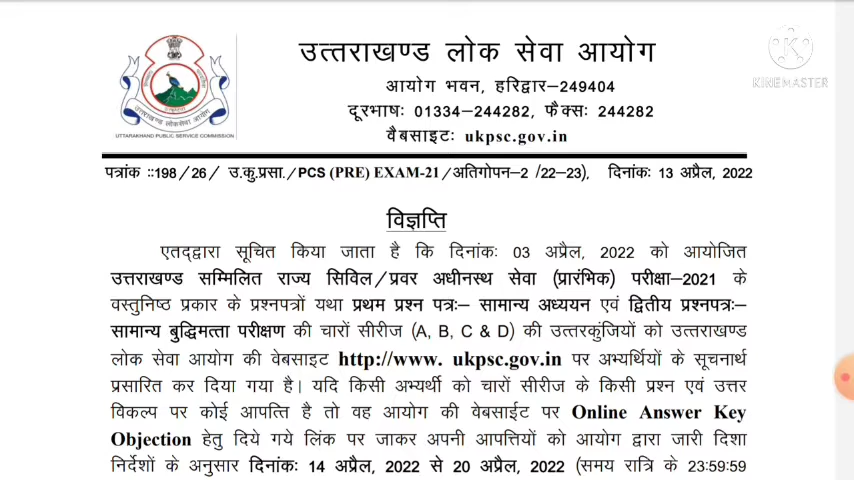 उत्तराखण्ड लोक सेवा आयोग
आयोग भवन, हरिद्वार–249404
दूरभाषः 01334-244282, फैक्सः 244282
वैबसाइटः ukpsc.gov.in
UTTARAKHAND PUBLIC SERVICE COMMISSION
KINEMASTER
पत्रांक ::198/26/ उ.कु.प्रसा./PCS (PRE) EXAM-21/अतिगोपन–2 /22–23), दिनांकः 13 अप्रैल, 2022
विज्ञप्ति
एतद्द्वारा सूचित किया जाता है कि दिनांकः 03 अप्रैल, 2022 को आयोजित
उत्तराखण्ड सम्मिलित राज्य सिविल/प्रवर अधीनस्थ सेवा (प्रारंभिक) परीक्षा–2021 के
वस्तुनिष्ठ प्रकार के प्रश्नपत्रों यथा प्रथम प्रश्न पत्रः– सामान्य अध्ययन एवं द्वितीय प्रश्नपत्रः–
सामान्य बुद्धिमत्ता परीक्षण की चारों सीरीज (A, B, C & D) की उत्तरकुंजियों को उत्तराखण्ड
लोक सेवा आयोग की वेबसाइट http://www. ukpsc.gov.in पर अभ्यर्थियों के सूचनार्थ
प्रसारित कर दिया गया है। यदि किसी अभ्यर्थी को चारों सीरीज के किसी प्रश्न एवं उत्तर
विकल्प पर कोई आपत्ति है तो वह आयोग की वेबसाईट पर Online Answer Key
Objection हेतु दिये गये लिंक पर जाकर अपनी आपत्तियों को आयोग द्वारा जारी दिशा
निर्देशों के अनुसार दिनांकः 14 अप्रैल, 2022 से 20 अप्रैल, 2022 (समय रात्रि के 23:59:59